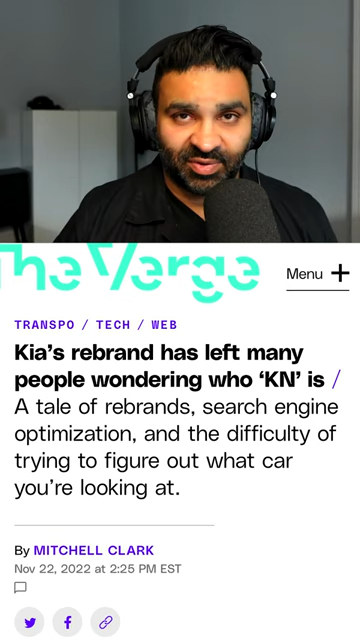 The Verge
Menu +
TRANSPO / TECH / WEB
Kia’s rebrand has left many
people wondering who ‘KN’ is /
A tale of rebrands, search engine
optimization, and the difficulty of
trying to figure out what car
you’re looking at.
By MITCHELL CLARK
Nov 22, 2022 at 2:25 PM EST